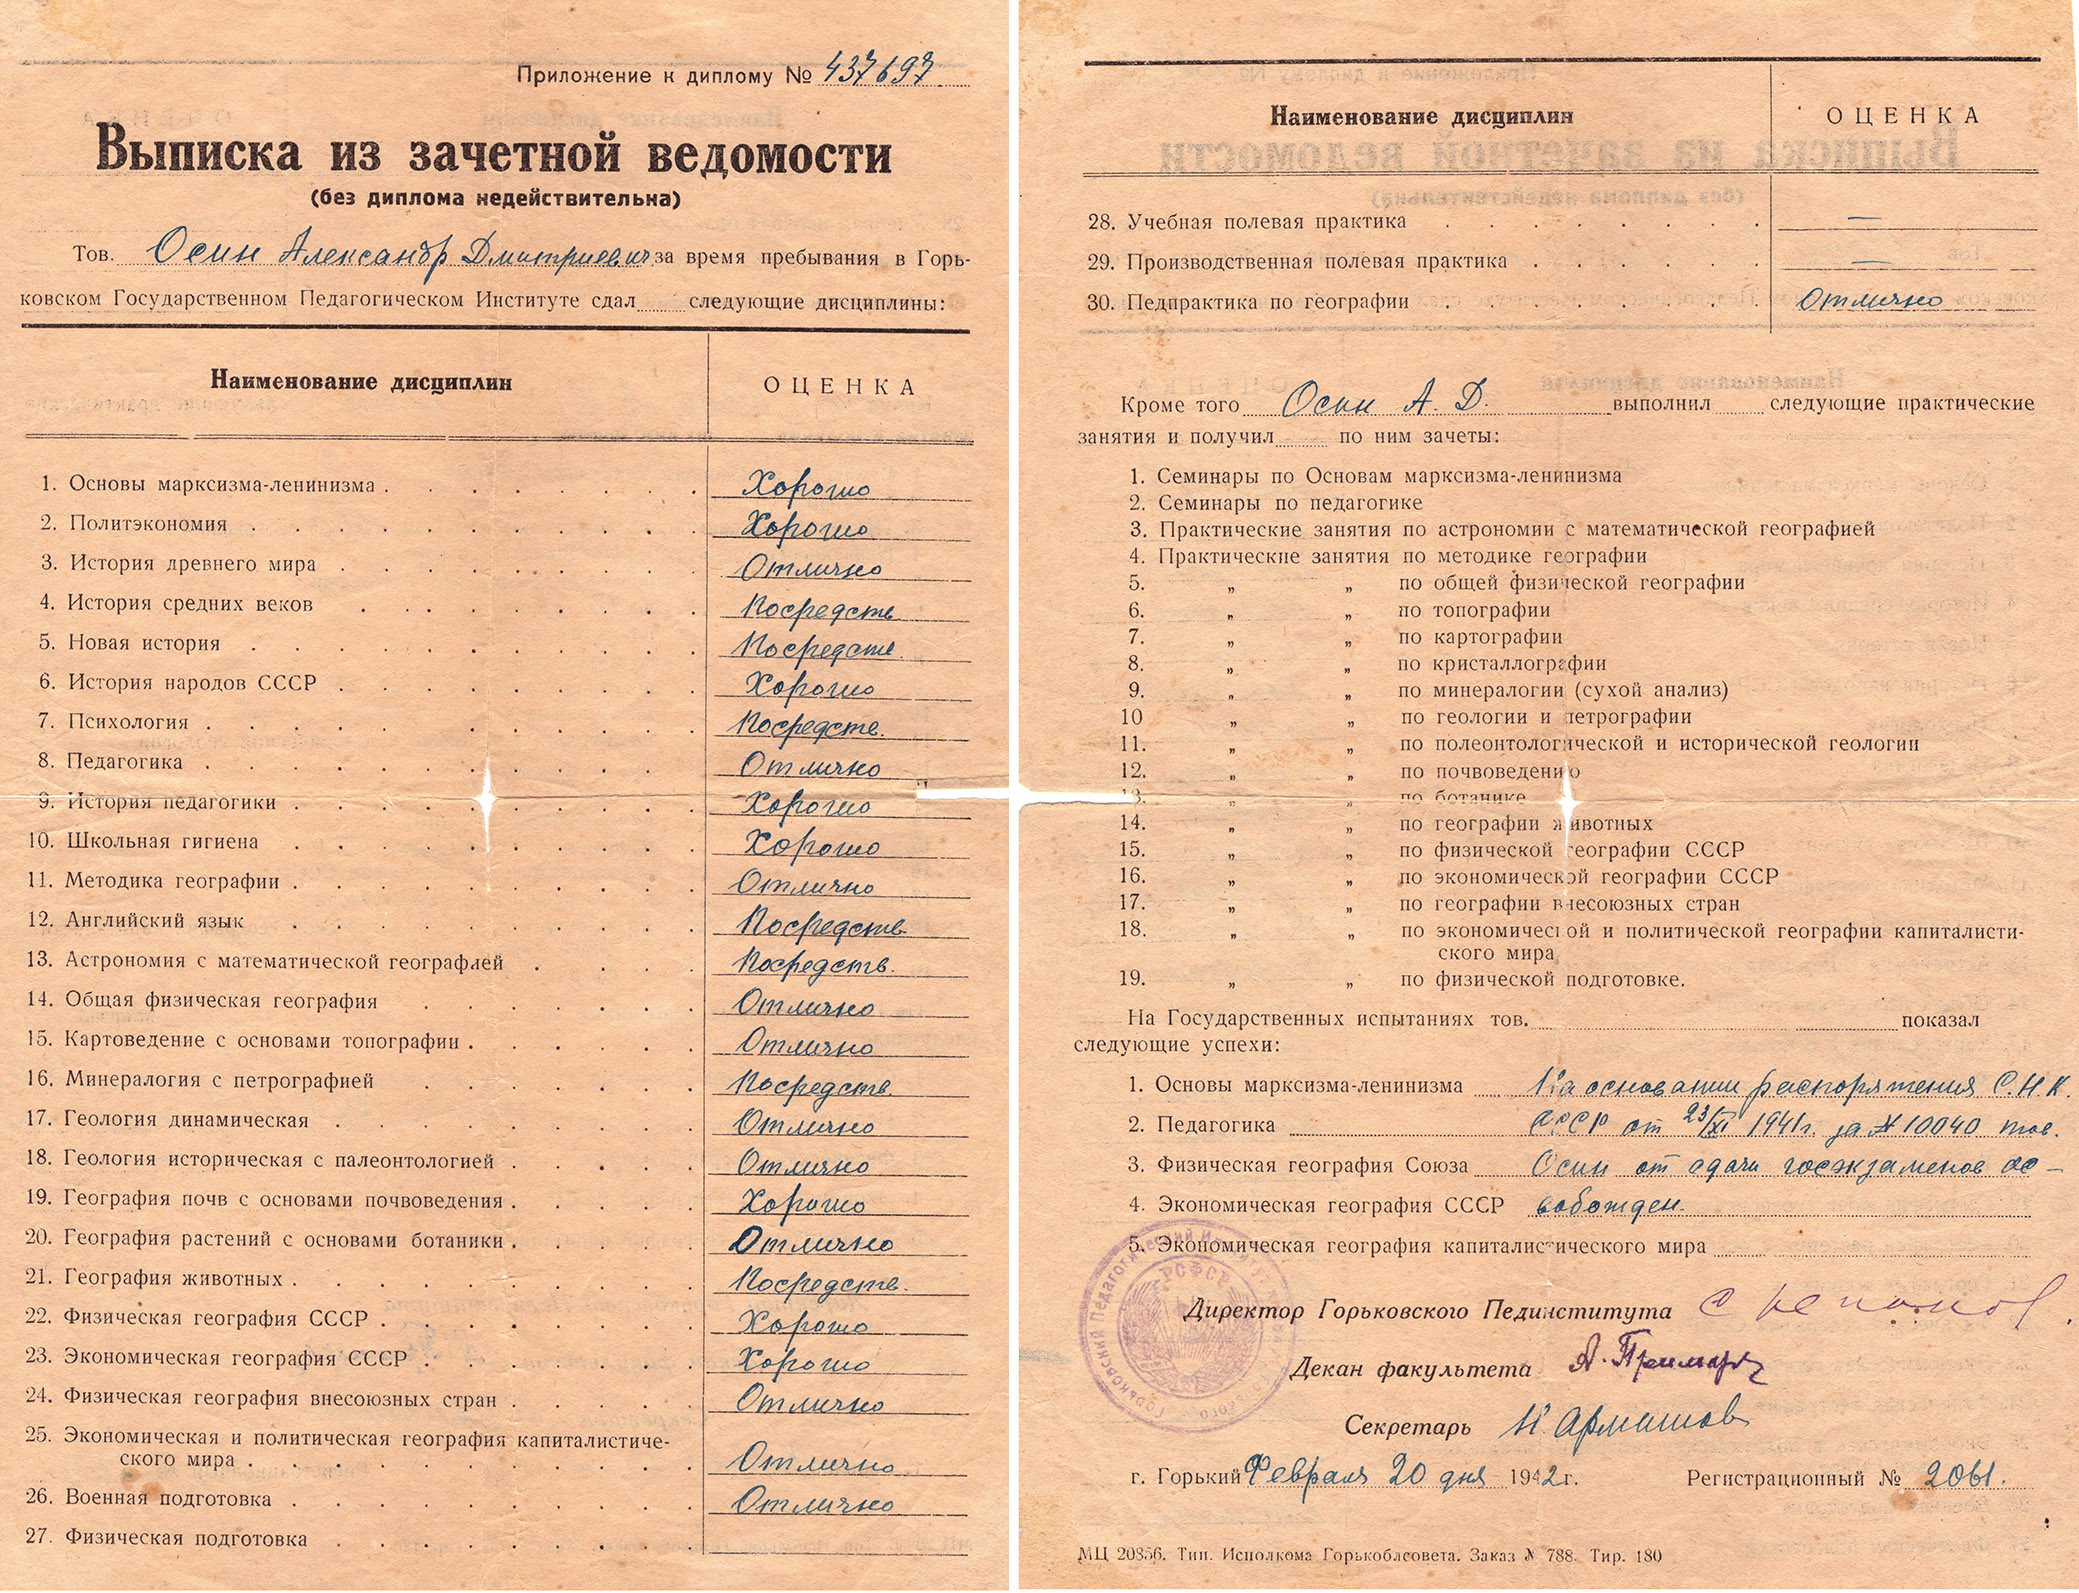 Приложение к диплому № 437697
Выписка из зачетной ведомости
(без диплома недействительна)
Тов. Осин Александр Дмитриевич за время пребывания в Горь-
ковском Государственном Педагогическом Институте сдал следующие дисциплины:
Наименование дисциплин ОЦЕНКА
1. Основы марксизма-ленинизма Хорошо
2. Политэкономия Хорошо
3. История древнего мира Отлично
4. История средних веков Посредств
5. Новая история Посредств.
6. История народов СССР Хорошо
7. Психология Посредств.
8. Педагогика Отлично
9. История педагогики Хорошо
10. Школьная гигиена Хорошо
11. Методика географии Отлично
12. Английский язык Посредств.
13. Астрономия с математической географией Посредств.
14. Общая физическая география Отлично
15. Картоведение с основами топографии Отлично
16. Минералогия с петрографией Посредств.
17. Геология динамическая Отлично
18. Геология историческая с палеонтологией Отлично
19. География почв с основами почвоведения Хорошо
20. География растений с основами ботаники Отлично
21. География животных Посредств.
22. Физическая география СССР Хорошо
23. Экономическая география СССР Хорошо
24. Физическая география внесоюзных стран Отлично
25. Экономическая и политическая география капиталистиче-
ского мира Отлично
26. Военная подготовка Отлично
27. Физическая подготовка
Наименование дисциплин ОЦЕНКА
28. Учебная полевая практика —
29. Производственная полевая практика —
30. Педпрактика по географии Отлично
Кроме того Осин А. Д. выполнил следующие практические
занятия и получил по ним зачеты:
1. Семинары по Основам марксизма-ленинизма
2. Семинары по педагогике
3. Практические занятия по астрономии с математической географией
4. Практические занятия по методике географии
5. „ „ по общей физической географии
6. „ „ по топографии
7. „ „ по картографии
8. „ „ по кристаллографии
9. „ „ по минералогии (сухой анализ)
10 „ „ по геологии и петрографии
11. „ „ по полеонтологической и исторической геологии
12. „ „ по почвоведению
13. „ „ по ботанике
14. „ „ по географии животных
15. „ „ по физической географии СССР
16. „ „ по экономической географии СССР
17. „ „ по географии внесоюзных стран
18. „ „ по экономической и политической географии капиталисти-
ческого мира
19. „ „ по физической подготовке.
На Государственных испытаниях тов. показал
следующие успехи:
1. Основы марксизма-ленинизма На основании распоряжения С.Н.К.
2. Педагогика СССР от 23/XI 1941г. за № 10040 тов.
3. Физическая география Союза Осин от сдачи госэкзаменов ос-
4. Экономическая география СССР вобожден.
5. Экономическая география капиталистического мира
Горьковский Педагогический Институт
РСФСР
Директор Горьковского Пединститута
Декан факультета
Секретарь
г. Горький Февраля 20 дня 1942 г. Регистрационный № 2061.
МЦ 20856. Тип. Исполкома Горькоблсовета. Заказ № 788. Тир. 180